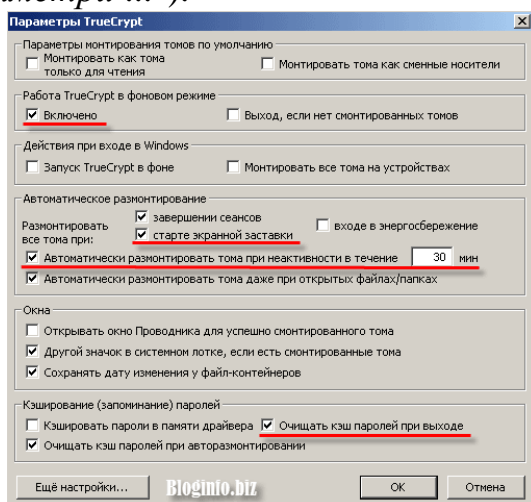 Параметры TrueCrypt
Параметры монтирования томов по умолчанию
Монтировать как тома только для чтения
Монтировать тома как сменные носители
Работа TrueCrypt в фоновом режиме
Включено
Выход, если нет смонтированных томов
Действия при входе в Windows
Запуск TrueCrypt в фоне
Монтировать все тома на устройствах
Автоматическое размонтирование
Размонтировать все тома при:
завершении сеансов
входе в энергосбережение
старте экранной заставки
Автоматически размонтировать тома при неактивности в течение 30 мин
Автоматически размонтировать тома даже при открытых файлах/папках
Окна
Открывать окно Проводника для успешно смонтированного тома
Другой значок в системном лотке, если есть смонтированные тома
Сохранять дату изменения у файл-контейнеров
Кэширование (запоминание) паролей
Кэшировать пароли в памяти драйвера
Очищать кэш паролей при выходе
Очищать кэш паролей при авторазмонтировании
Ещё настройки...
Bloginfo.biz
OK
Отмена